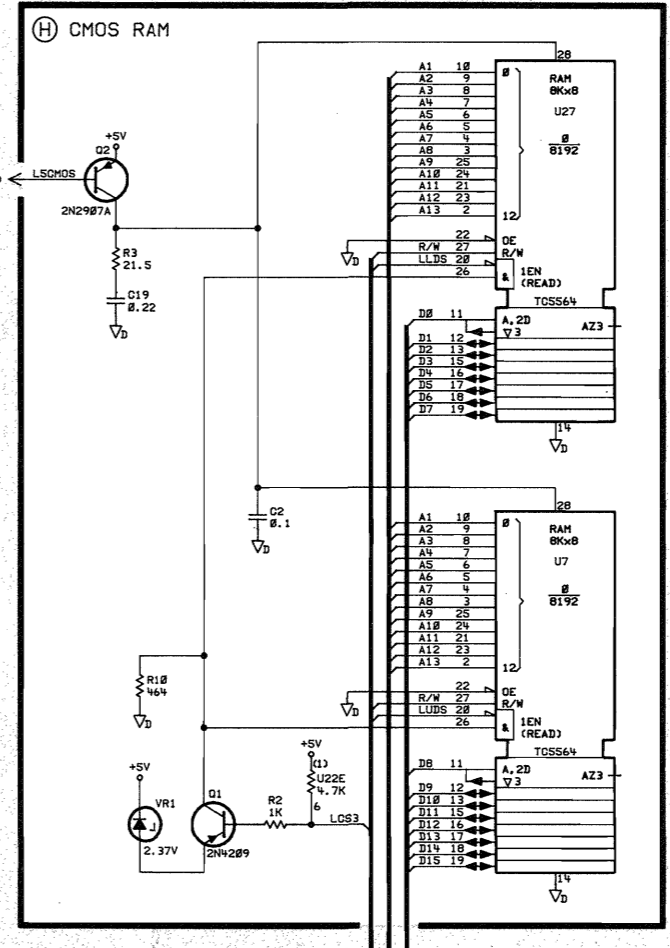 H CMOS RAM
28
A1 10 0 RAM
A2 9 8Kx8
A3 8
A4 7 U27
A5 6
A6 5 0
A7 4 8192
A8 3
A9 25
A10 24
A11 21
A12 23
A13 2 12
+5V
Q2
L5CMOS
2N2907A
22 OE
R/W 27 R/W
LLDS 20 1EN
26 & (READ)
D
R3
21.5
C19
0.22
D
TC5564
D0 11 A,2D AZ3
▽3
D1 12
D2 13
D3 15
D4 16
D5 17
D6 18
D7 19
14
D
28
C2
0.1
D
A1 10 0 RAM
A2 9 8Kx8
A3 8
A4 7 U7
A5 6
A6 5 0
A7 4 8192
A8 3
A9 25
A10 24
A11 21
A12 23
A13 2 12
R10
464
D
22 OE
R/W 27 R/W
LUDS 20 1EN
26 & (READ)
D
TC5564
D8 11 A,2D AZ3
▽3
D9 12
D10 13
D11 15
D12 16
D13 17
D14 18
D15 19
14
D
+5V
VR1
2.37V
Q1
2N4209
R2
1K
+5V
(1)
U22E
4.7K
6
LCS3